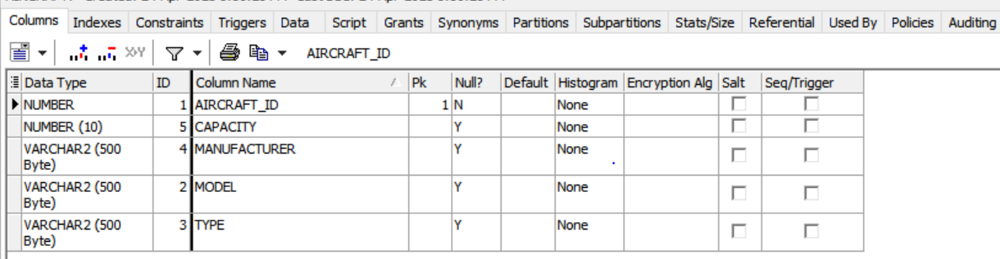 Columns Indexes Constraints Triggers Data Script Grants Synonyms Partitions Subpartitions Stats/Size Referential Used By Policies Auditing
X›Y AIRCRAFT_ID
Data Type ID Column Name Pk Null? Default Histogram Encryption Alg Salt Seq/Trigger
NUMBER 1 AIRCRAFT_ID 1 N None
NUMBER (10) 5 CAPACITY Y None
VARCHAR2 (500 4 MANUFACTURER Y None
Byte)
VARCHAR2 (500 2 MODEL Y None
Byte)
VARCHAR2 (500 3 TYPE Y None
Byte)